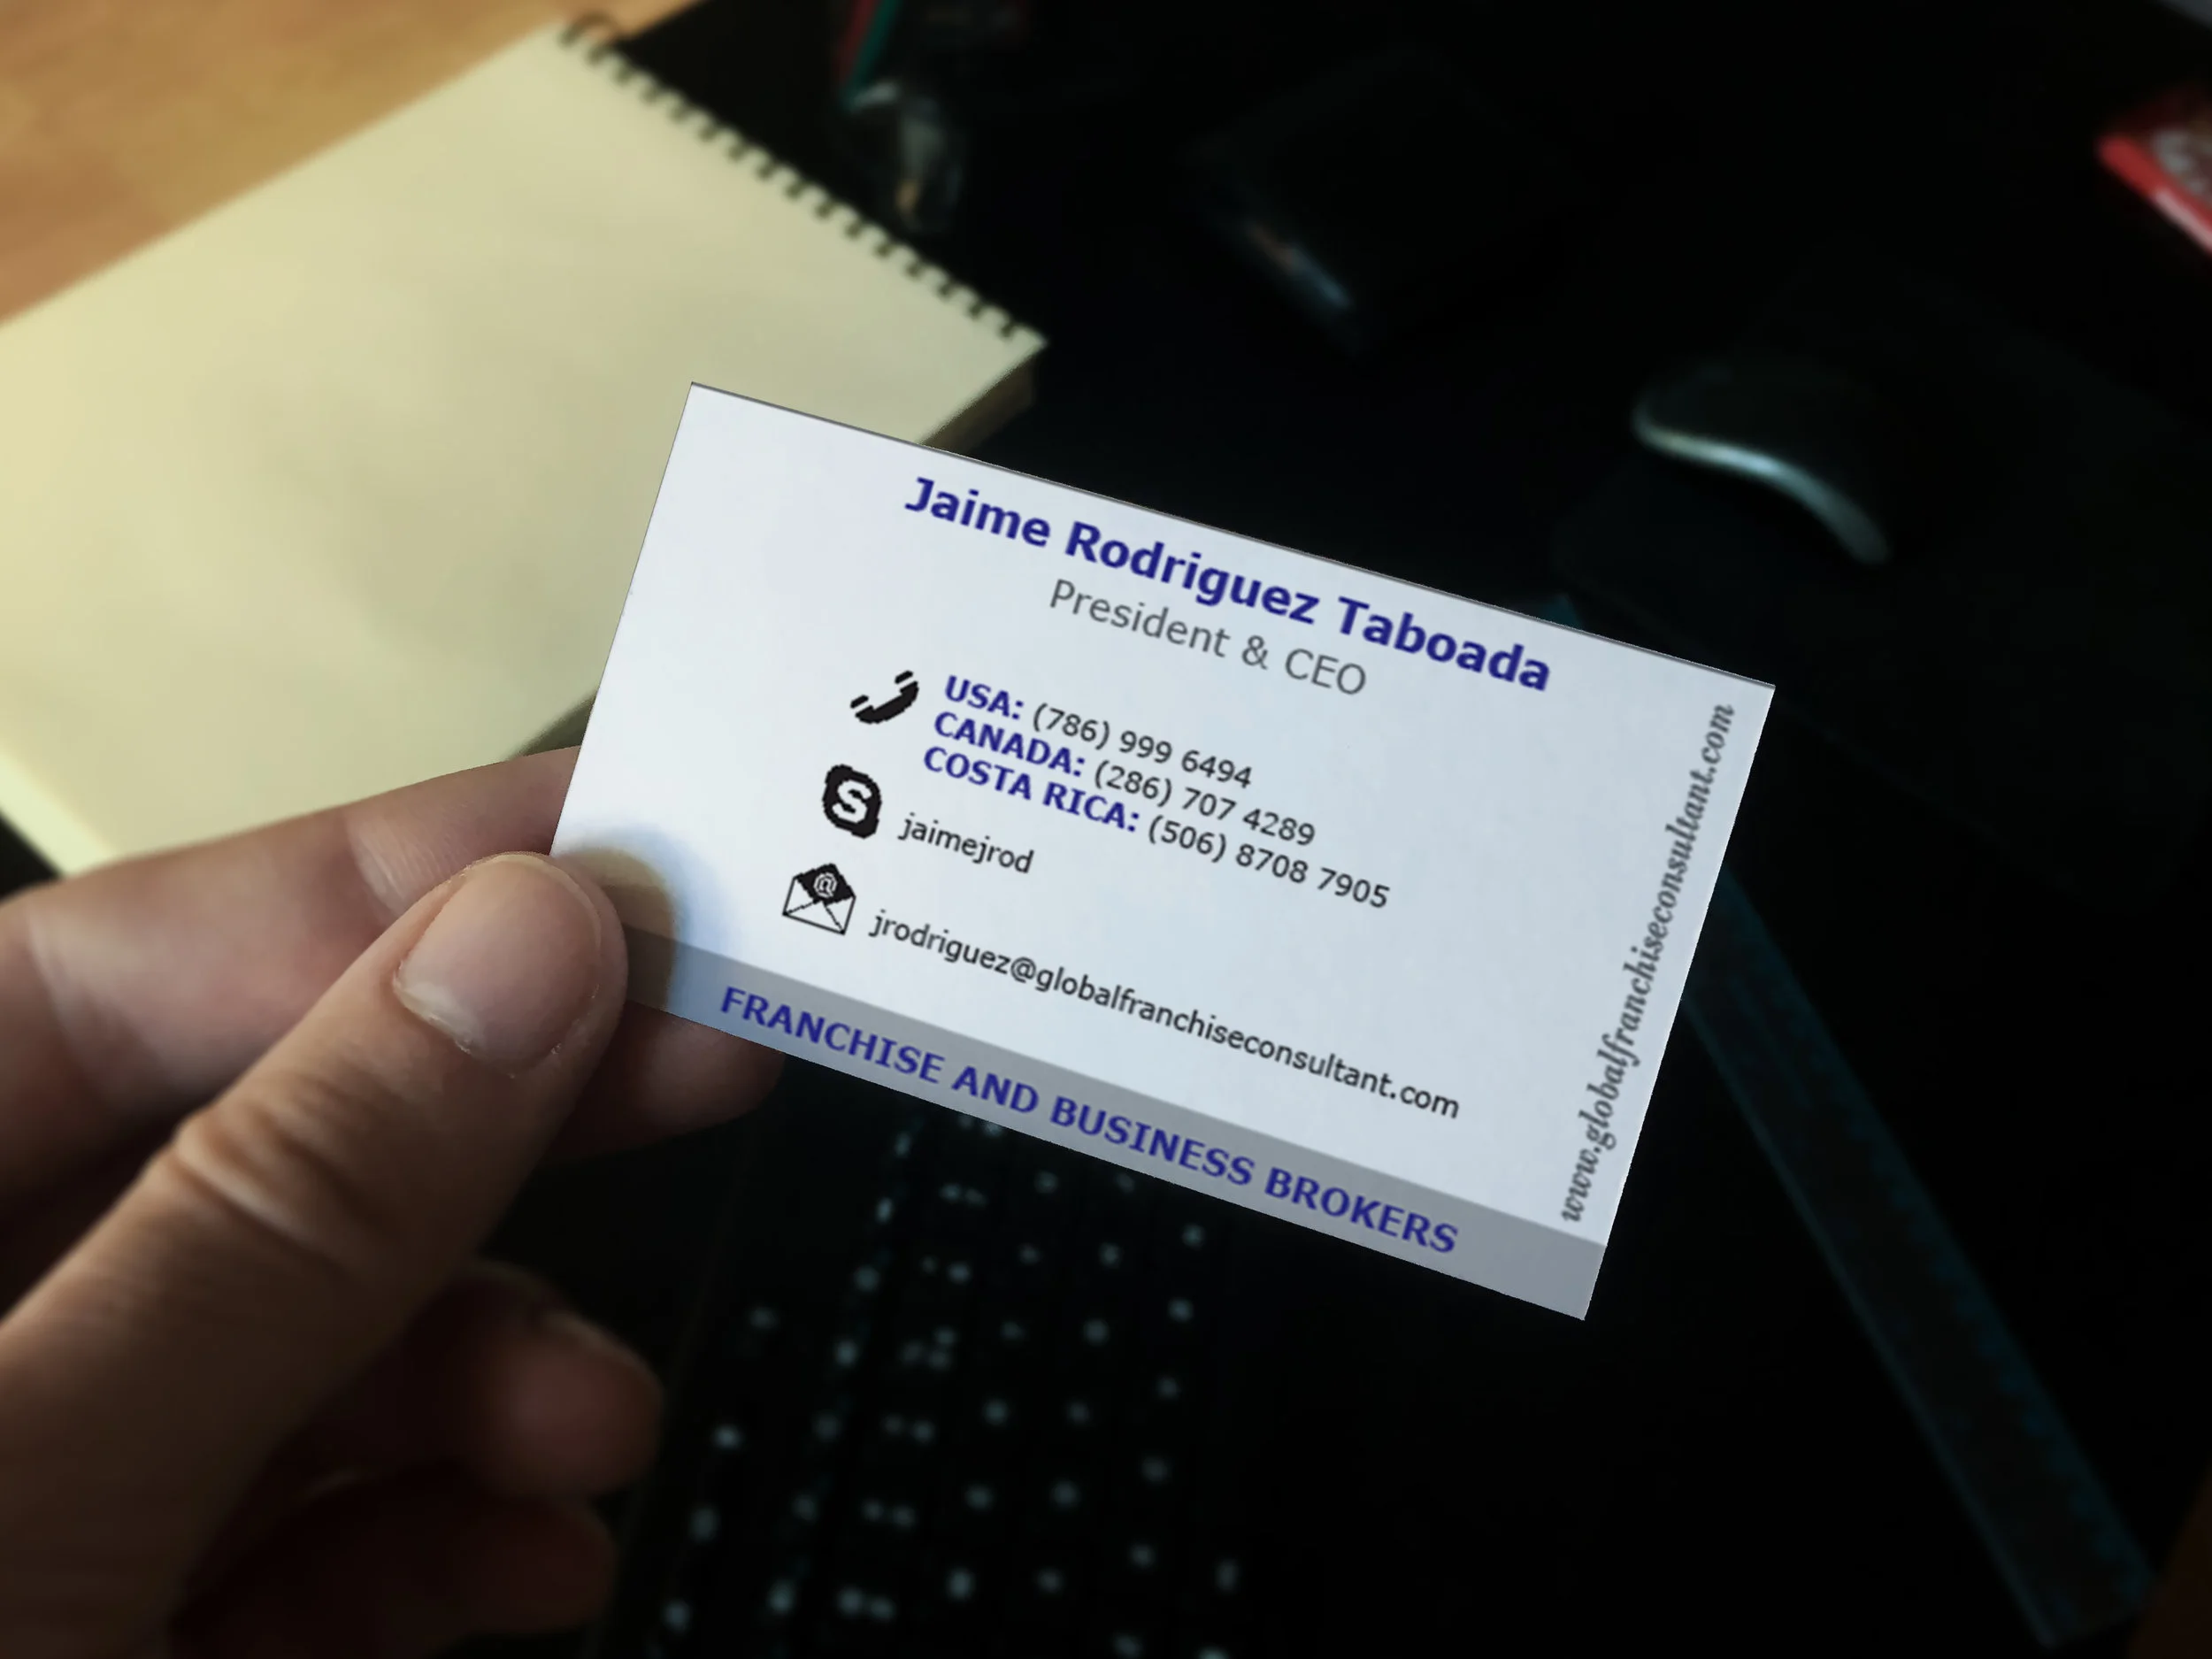 Jaime Rodriguez Taboada
President & CEO
USA: (786) 999 6494
CANADA: (286) 707 4289
COSTA RICA: (506) 8708 7905
jaimejrod
jrodriguez@globalfranchiseconsultant.com
FRANCHISE AND BUSINESS BROKERS
www.globalfranchiseconsultant.com